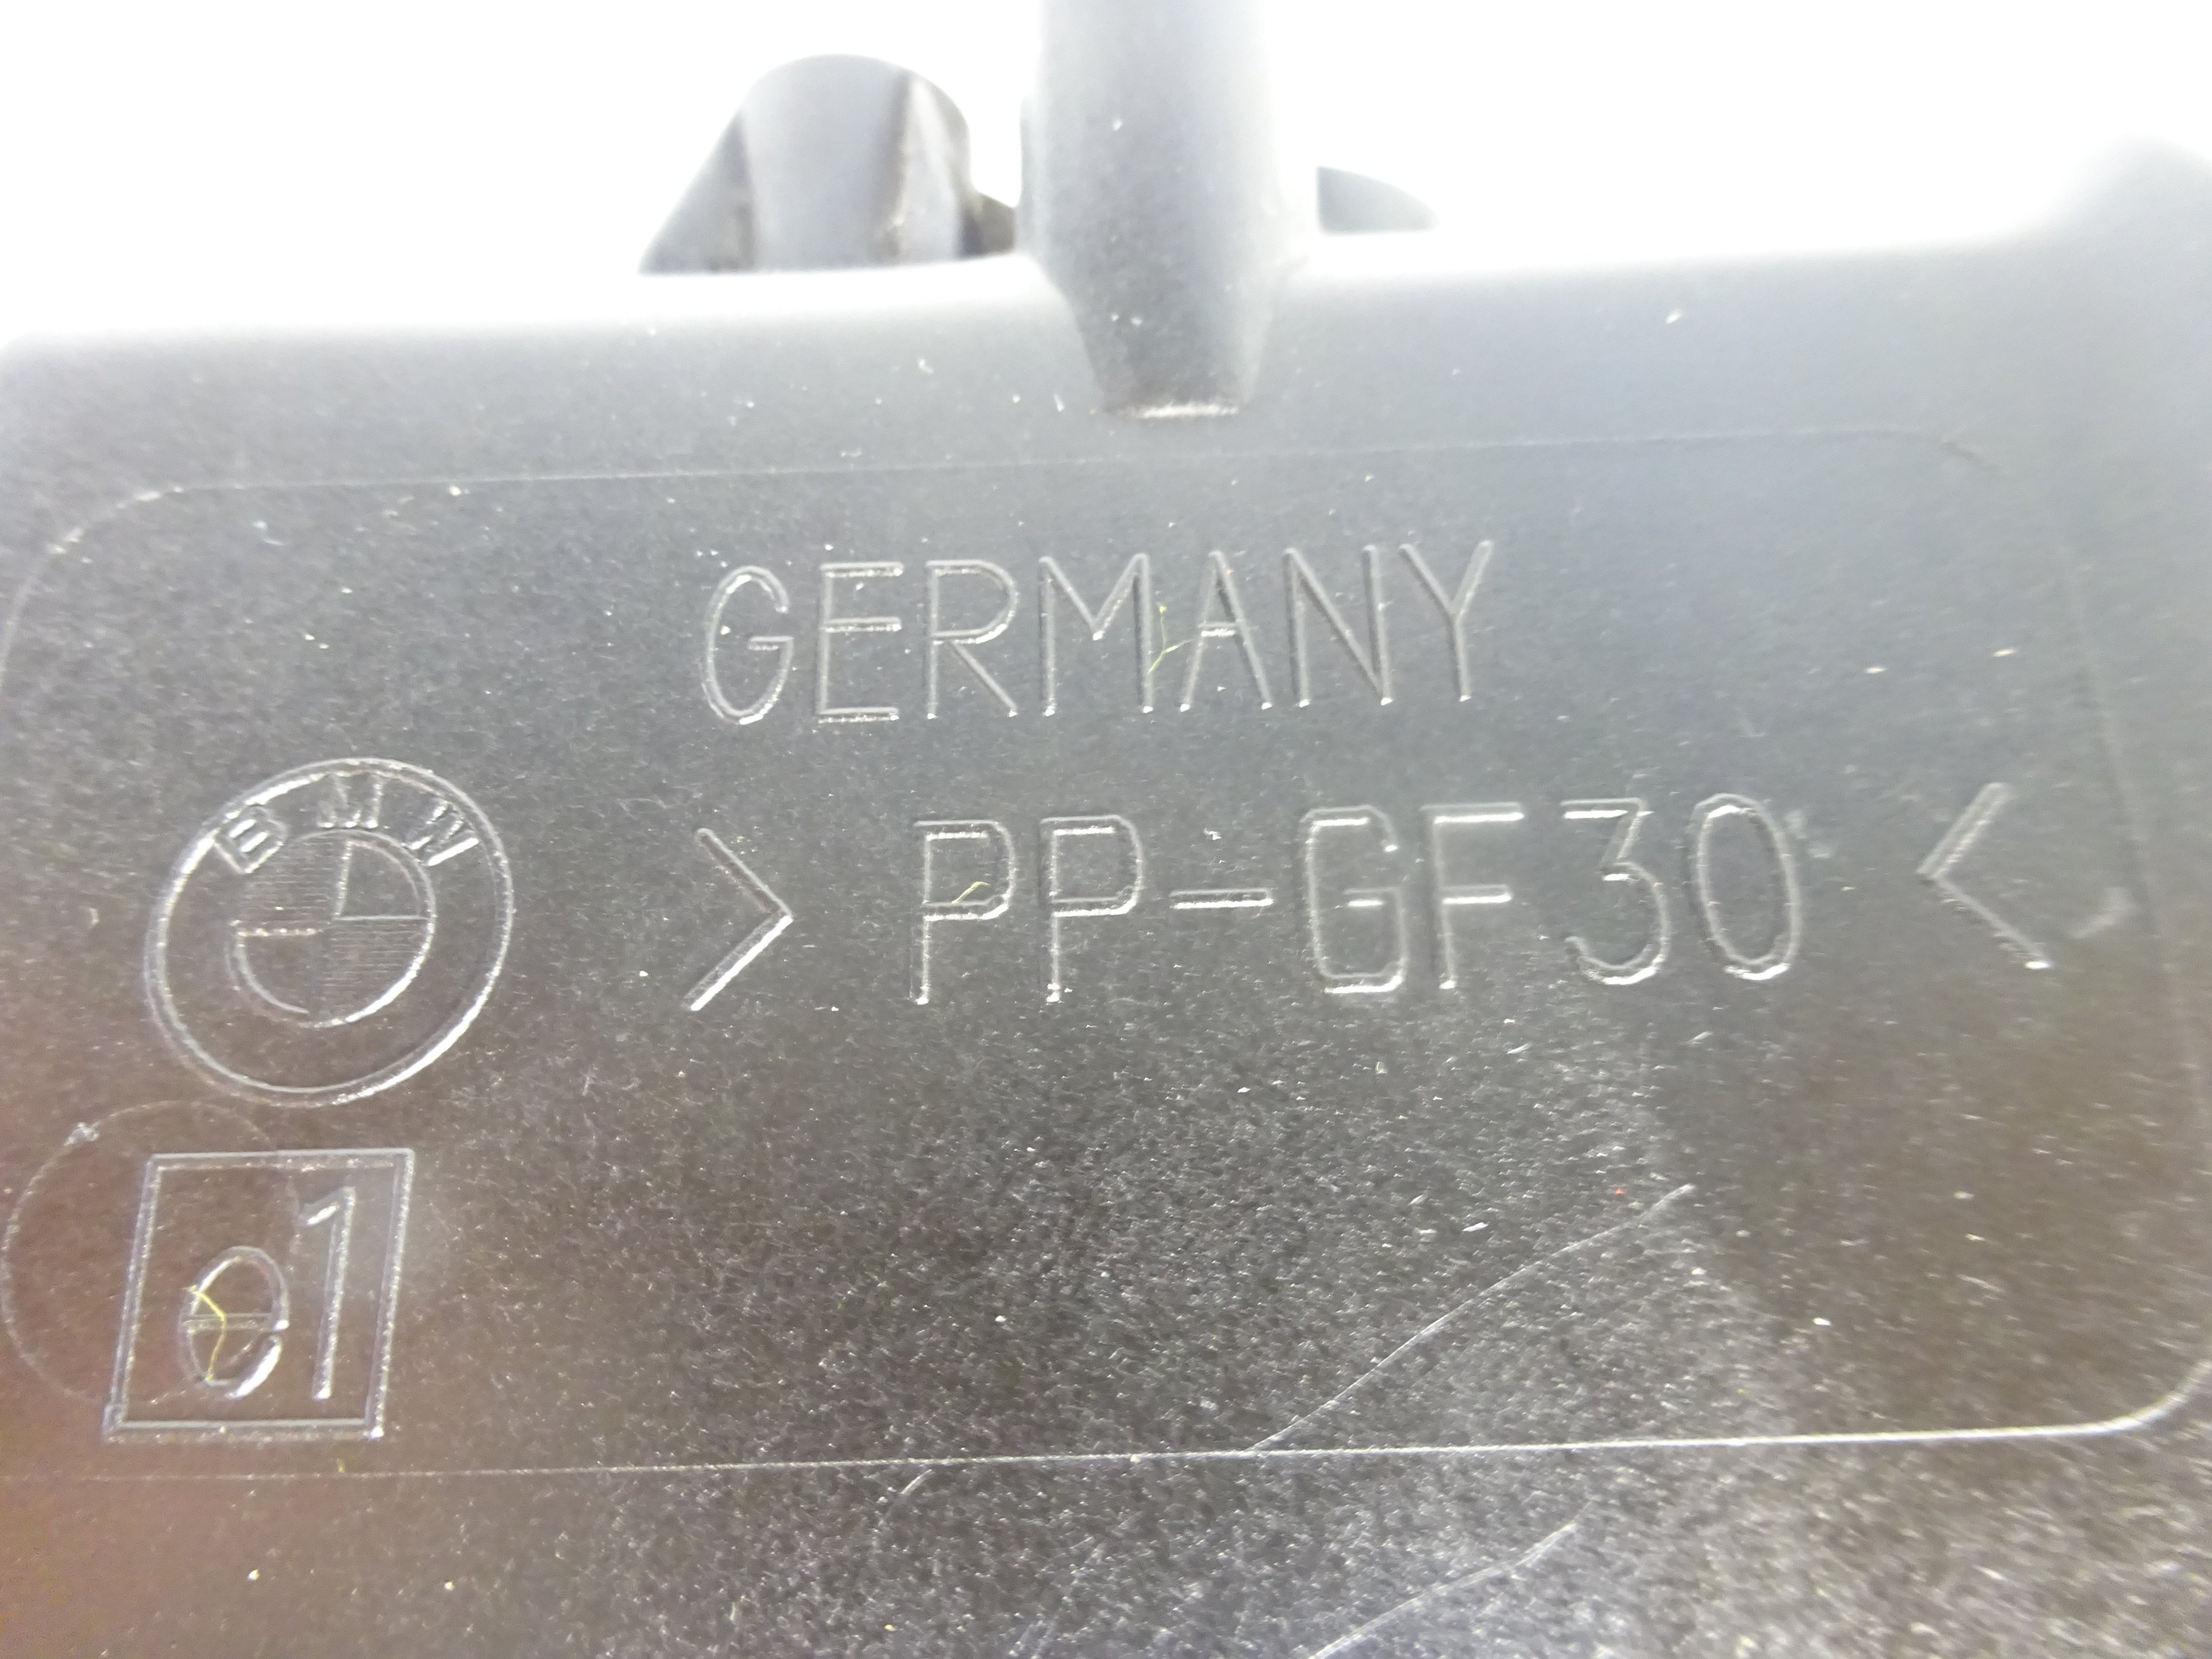 GERMANY
BMW
> PP-GF30 <
01